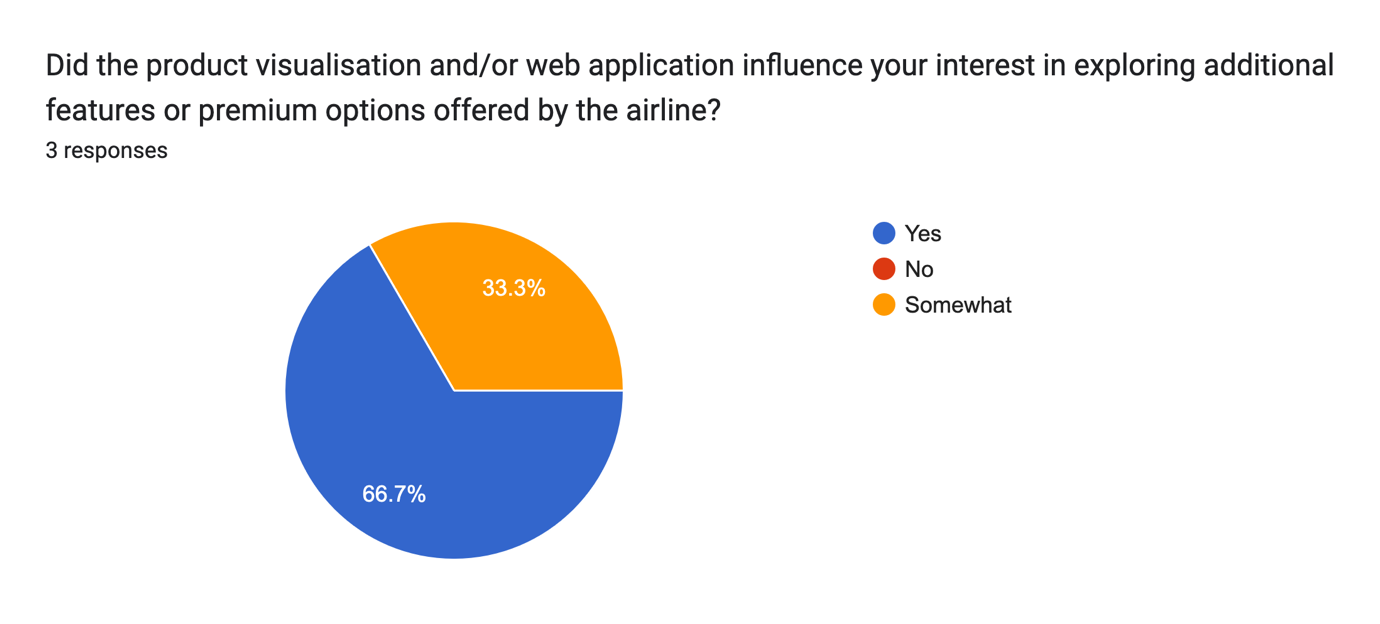 Did the product visualisation and/or web application influence your interest in exploring additional
features or premium options offered by the airline?
3 responses
Yes
No
Somewhat
33.3%
66.7%